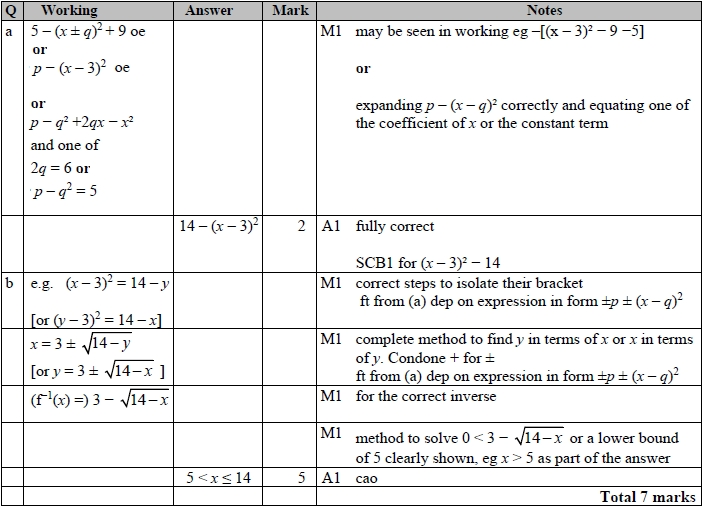 Q Working Answer Mark Notes
a 5 – (x ± q)² + 9 oe M1 may be seen in working eg –[(x – 3)² – 9 –5]
or
p – (x – 3)² oe or
or expanding p – (x – q)² correctly and equating one of
p – q² +2qx – x² the coefficient of x or the constant term
and one of
2q = 6 or
p – q² = 5
14 – (x – 3)² 2 A1 fully correct
SCB1 for (x – 3)² – 14
b e.g. (x – 3)² = 14 – y M1 correct steps to isolate their bracket
ft from (a) dep on expression in form ±p ± (x – q)²
[or (y – 3)² = 14 – x]
x = 3 ± √14 – y M1 complete method to find y in terms of x or x in terms
[or y = 3 ± √14 – x ] of y. Condone + for ±
ft from (a) dep on expression in form ±p ± (x – q)²
(f⁻¹(x) =) 3 – √14 – x M1 for the correct inverse
M1 method to solve 0 < 3 – √14 – x or a lower bound
of 5 clearly shown, eg x > 5 as part of the answer
5 < x ≤ 14 5 A1 cao
Total 7 marks